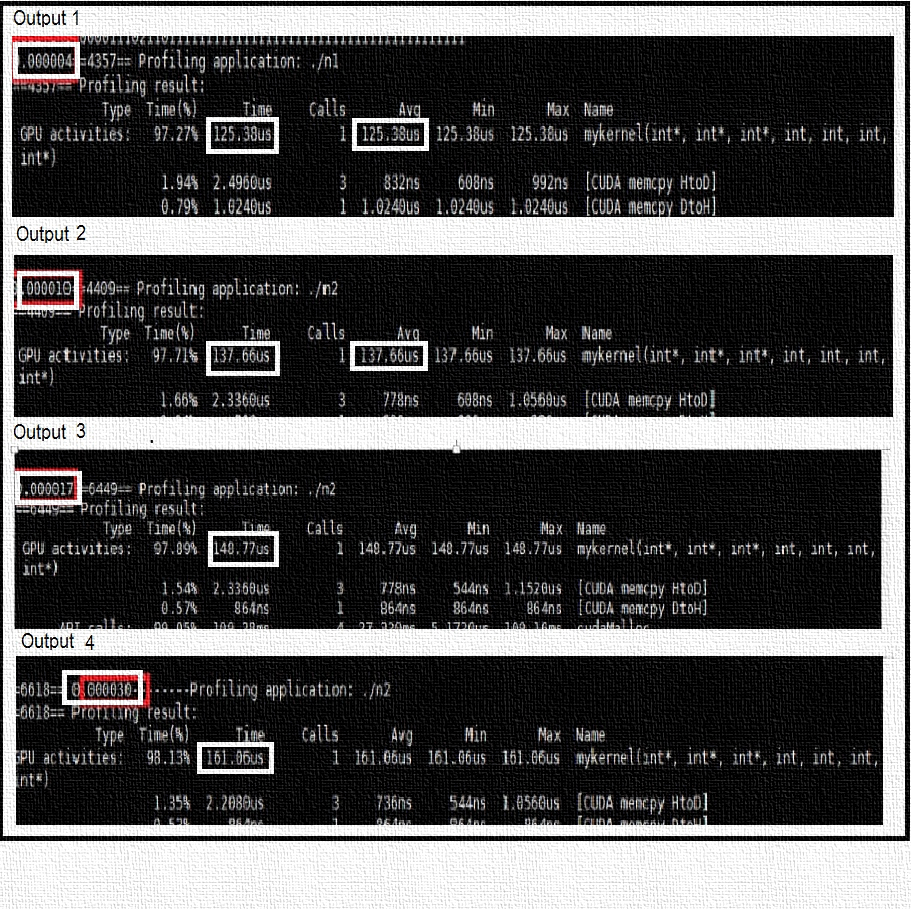 Output 1
.000004 =4357== Profiling application: ./n1
==4357== Profiling result:
Type Time(%) Time Calls Avg Min Max Name
GPU activities: 97.27% 125.38us 1 125.38us 125.38us 125.38us mykernel(int*, int*, int*, int, int, int,
int*)
1.94% 2.4960us 3 832ns 608ns 992ns [CUDA memcpy HtoD]
0.79% 1.0240us 1 1.0240us 1.0240us 1.0240us [CUDA memcpy DtoH]
Output 2
.000010 =4409== Profiling application: ./n2
==4409== Profiling result:
Type Time(%) Time Calls Avg Min Max Name
GPU activities: 97.71% 137.66us 1 137.66us 137.66us 137.66us mykernel(int*, int*, int*, int, int, int,
int*)
1.66% 2.3360us 3 778ns 608ns 1.0560us [CUDA memcpy HtoD]
Output 3
.000017 =6449== Profiling application: ./n2
==6449== Profiling result:
Type Time(%) Time Calls Avg Min Max Name
GPU activities: 97.89% 148.77us 1 148.77us 148.77us 148.77us mykernel(int*, int*, int*, int, int, int,
int*)
1.54% 2.3360us 3 778ns 544ns 1.1520us [CUDA memcpy HtoD]
0.57% 864ns 1 864ns 864ns 864ns [CUDA memcpy DtoH]
Output 4
=6618== 0.000030-------Profiling application: ./n2
=6618== Profiling result:
Type Time(%) Time Calls Avg Min Max Name
GPU activities: 98.13% 161.06us 1 161.06us 161.06us 161.06us mykernel(int*, int*, int*, int, int, int,
int*)
1.35% 2.2080us 3 736ns 544ns 1.0560us [CUDA memcpy HtoD]